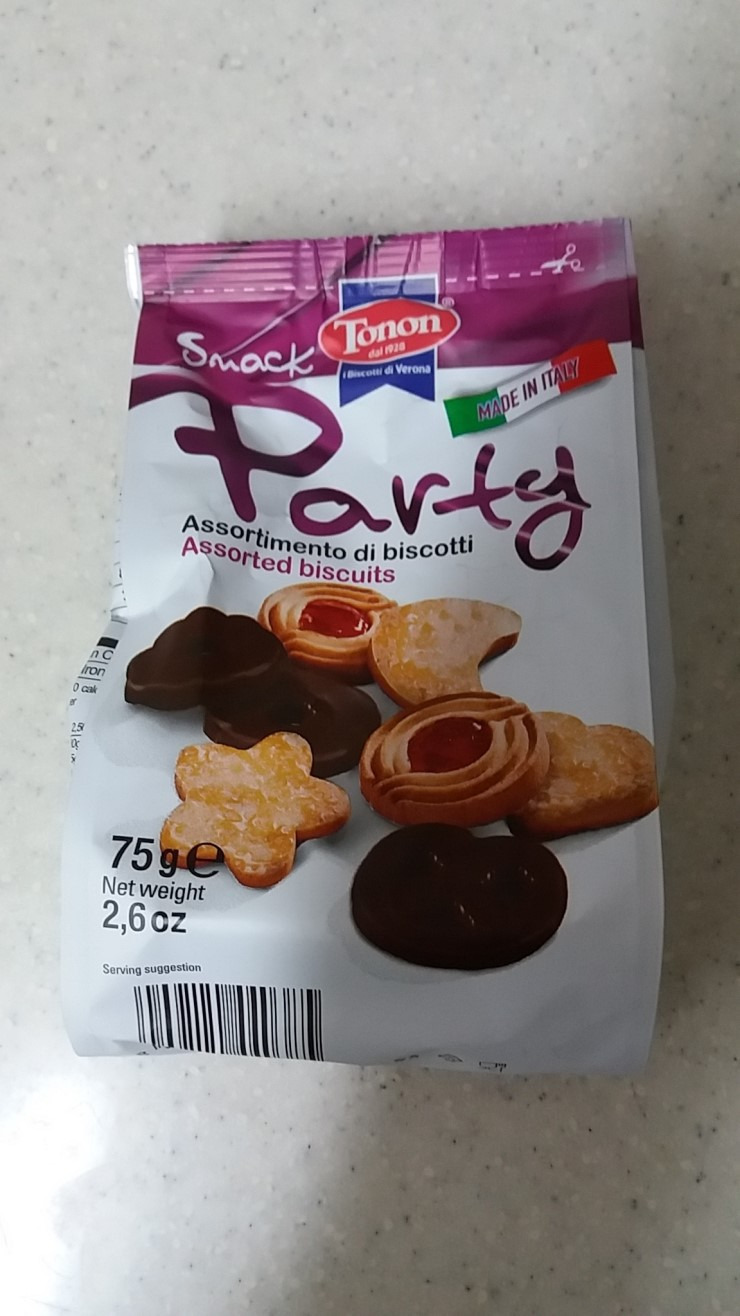 Tonon®
dal 1928
i Biscotti di Verona
Snack
Party
MADE IN ITALY
Assortimento di biscotti
Assorted biscuits
75 g e
Net weight
2,6 oz
Serving suggestion